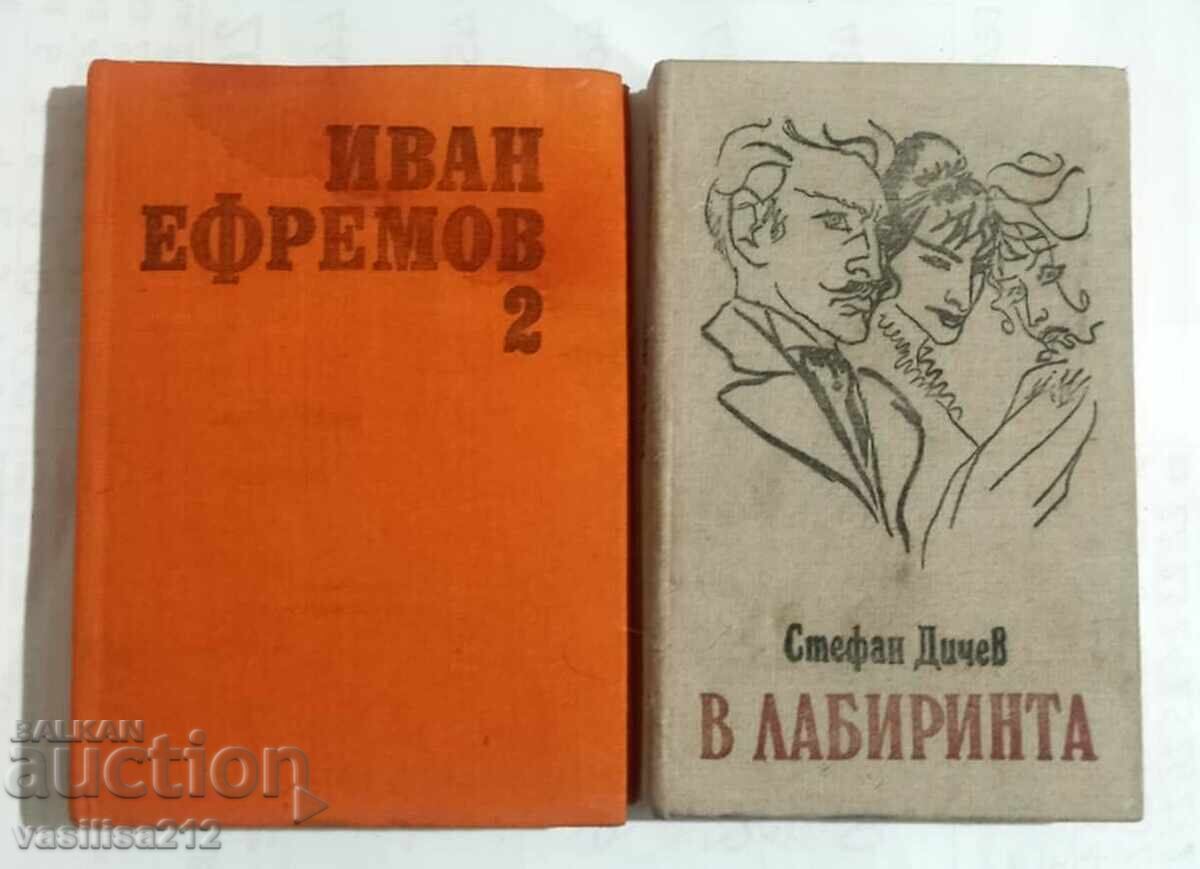 ИВАН
ЕФРЕМОВ
2
Стефан Дичев
В ЛАБИРИНТА
BALKAN
auction
vasilisa212